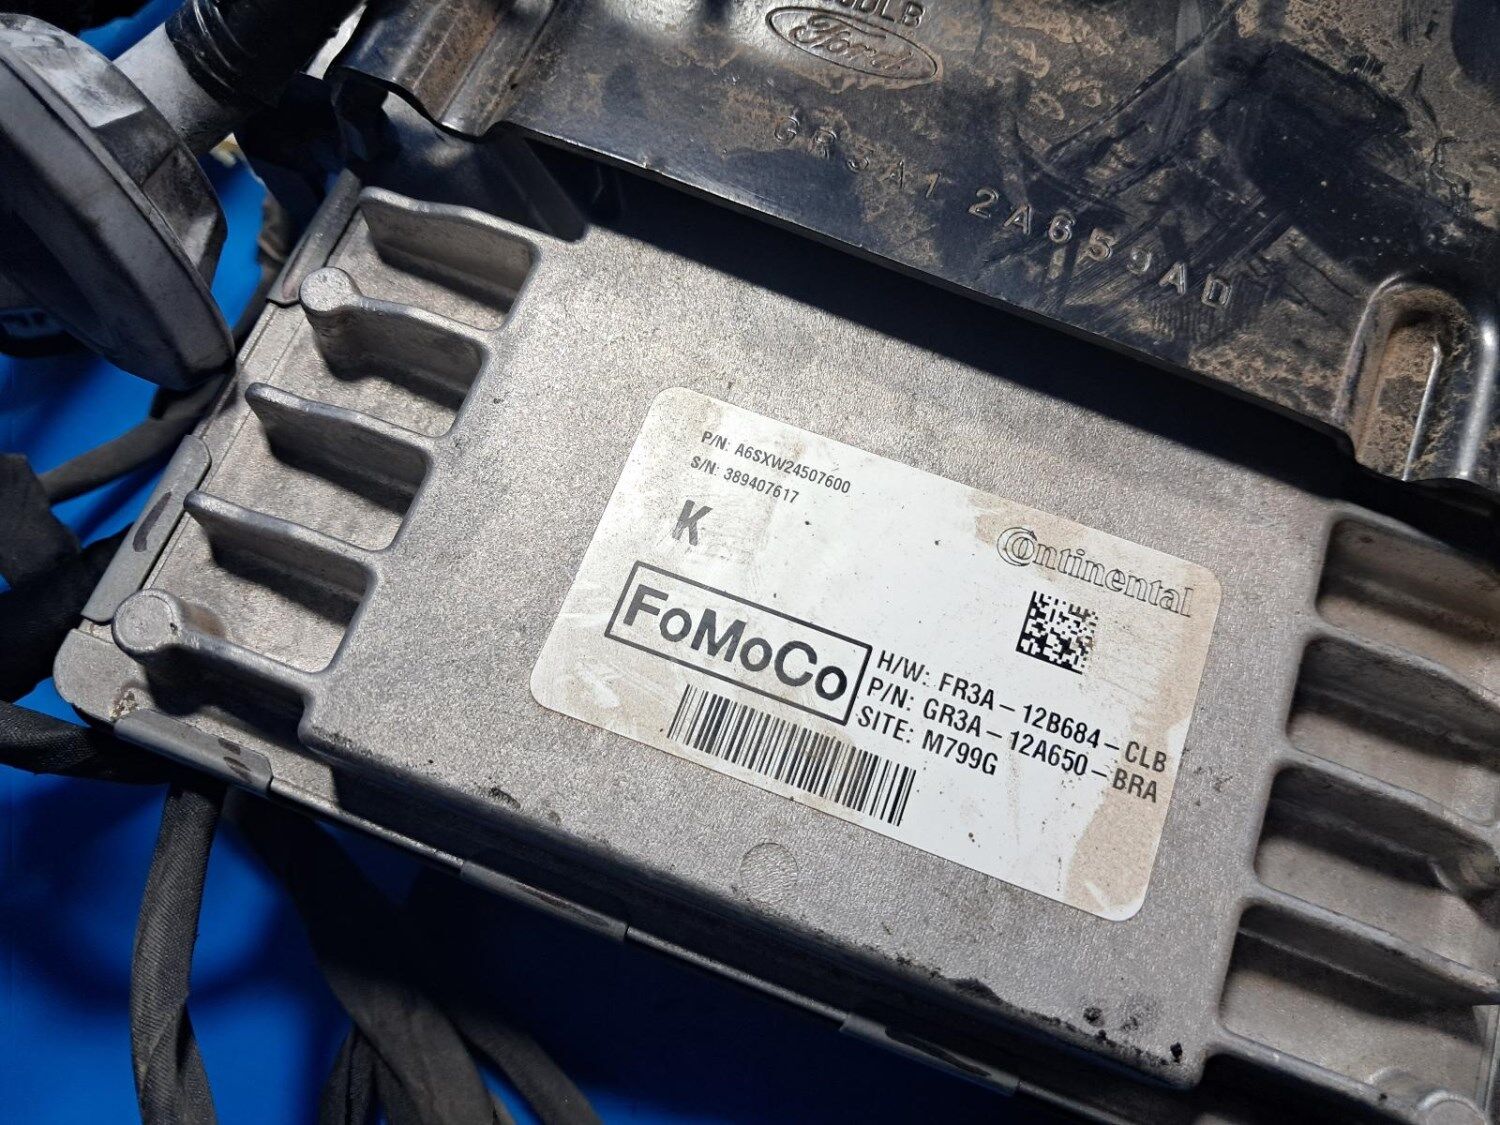 Ford
GR3A12A659AD
P/N: A6SXW24507600
S/N: 389407617
K
Continental
FoMoCo
H/W: FR3A-12B684-CLB
P/N: GR3A-12A650-BRA
SITE: M799G